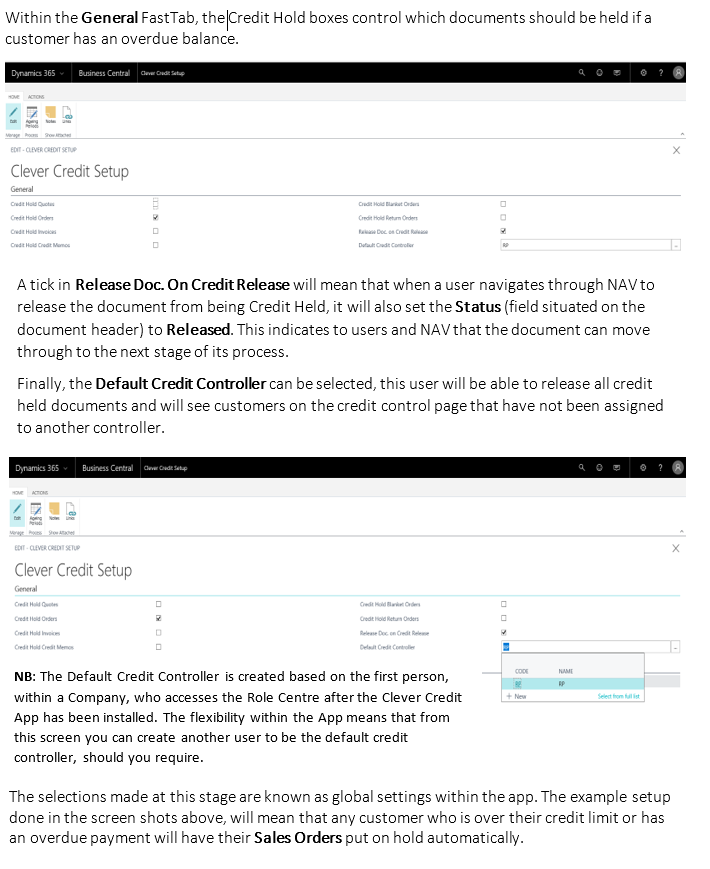 Within the General FastTab, the Credit Hold boxes control which documents should be held if a
customer has an overdue balance.
Dynamics 365 Business Central Clever Credit Setup ?
HOME ACTIONS
Edit Ageing Periods Notes Links
Manage Process Show Attached
EDIT - CLEVER CREDIT SETUP
Clever Credit Setup
General
Credit Hold Quotes Credit Hold Blanket Orders
Credit Hold Orders Credit Hold Return Orders
Credit Hold Invoices Release Doc. on Credit Release
Credit Hold Credit Memos Default Credit Controller RP
A tick in Release Doc. On Credit Release will mean that when a user navigates through NAV to
release the document from being Credit Held, it will also set the Status (field situated on the
document header) to Released. This indicates to users and NAV that the document can move
through to the next stage of its process.
Finally, the Default Credit Controller can be selected, this user will be able to release all credit
held documents and will see customers on the credit control page that have not been assigned
to another controller.
Dynamics 365 Business Central Clever Credit Setup ?
HOME ACTIONS
Edit Ageing Periods Notes Links
Manage Process Show Attached
EDIT - CLEVER CREDIT SETUP
Clever Credit Setup
General
Credit Hold Quotes Credit Hold Blanket Orders
Credit Hold Orders Credit Hold Return Orders
Credit Hold Invoices Release Doc. on Credit Release
Credit Hold Credit Memos Default Credit Controller RP
CODE NAME
RP RP
+ New Select from full list
NB: The Default Credit Controller is created based on the first person,
within a Company, who accesses the Role Centre after the Clever Credit
App has been installed. The flexibility within the App means that from
this screen you can create another user to be the default credit
controller, should you require.
The selections made at this stage are known as global settings within the app. The example setup
done in the screen shots above, will mean that any customer who is over their credit limit or has
an overdue payment will have their Sales Orders put on hold automatically.